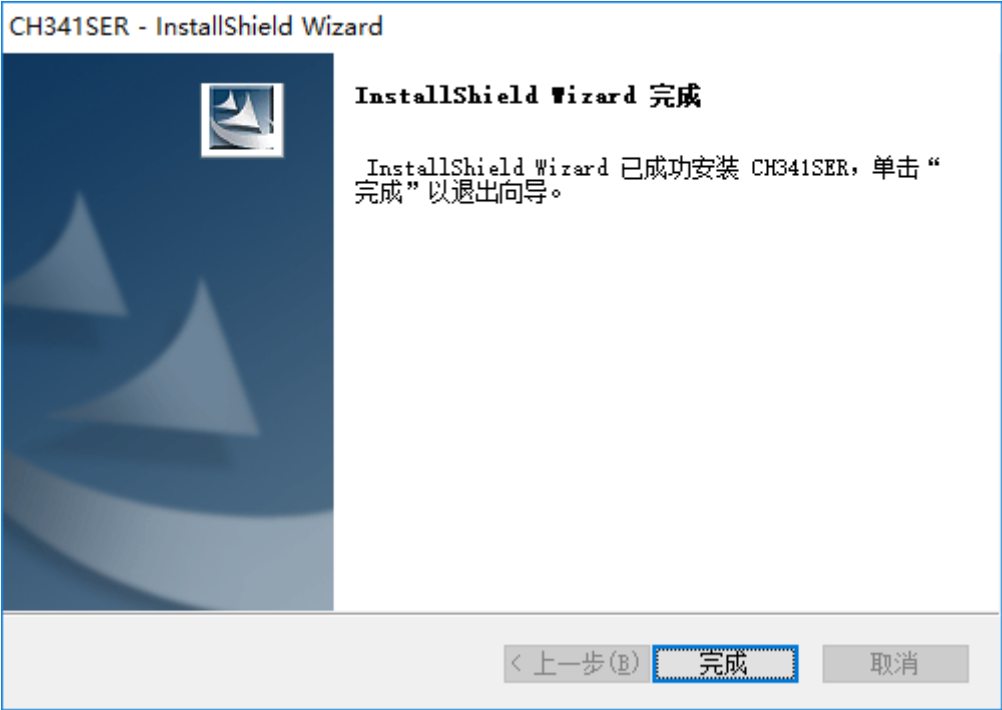 CH341SER - InstallShield Wizard
InstallShield Wizard 完成
InstallShield Wizard 已成功安装 CH341SER，单击“
完成”以退出向导。
< 上一步(B)
完成
取消